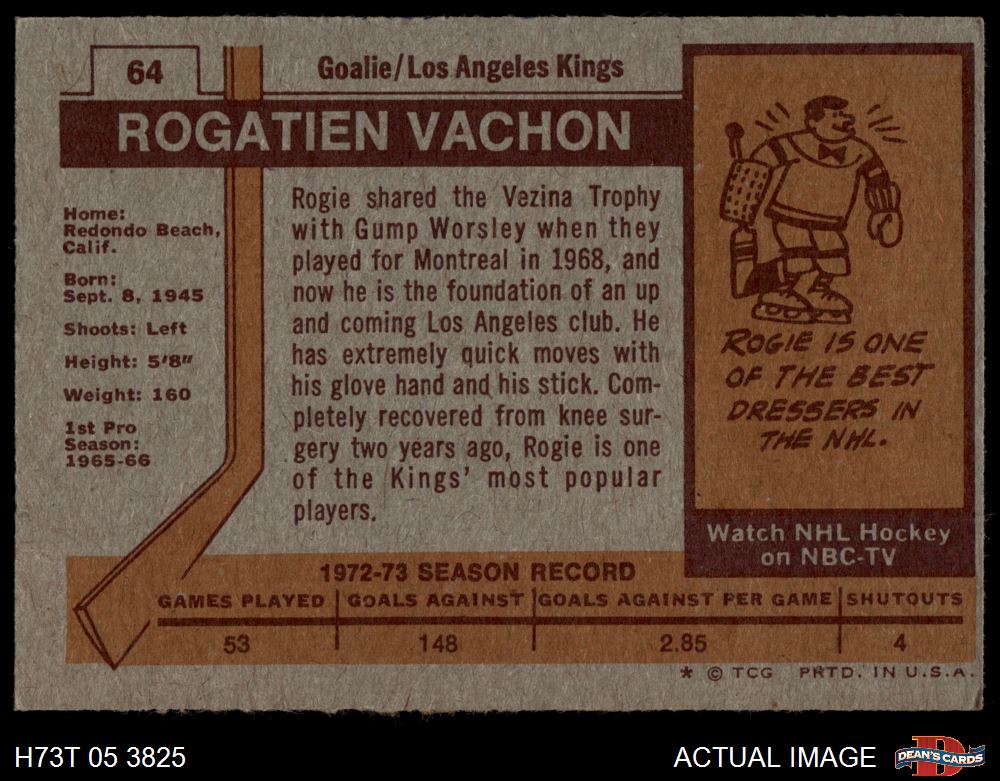 64
Goalie/Los Angeles Kings
ROGATIEN VACHON
Home:
Redondo Beach,
Calif.
Born:
Sept. 8, 1945
Shoots: Left
Height: 5'8"
Weight: 160
1st Pro
Season:
1965-66
Rogie shared the Vezina Trophy
with Gump Worsley when they
played for Montreal in 1968, and
now he is the foundation of an up
and coming Los Angeles club. He
has extremely quick moves with
his glove hand and his stick. Com-
pletely recovered from knee sur-
gery two years ago, Rogie is one
of the Kings' most popular
players.
ROGIE IS ONE
OF THE BEST
DRESSERS IN
THE NHL.
Watch NHL Hockey
on NBC-TV
1972-73 SEASON RECORD
GAMES PLAYED GOALS AGAINST GOALS AGAINST PER GAME SHUTOUTS
53 148 2.85 4
* © TCG PRTD. IN U.S.A.
H73T 05 3825
ACTUAL IMAGE
D
DEAN'S CARDS